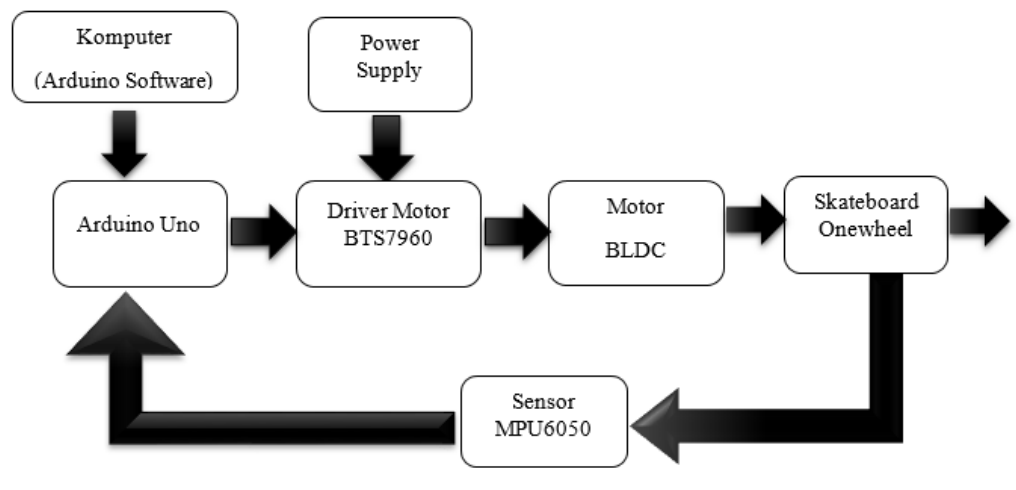 Komputer
(Arduino Software)
Power
Supply
Arduino Uno
Driver Motor
BTS7960
Motor
BLDC
Skateboard
Onewheel
Sensor
MPU6050